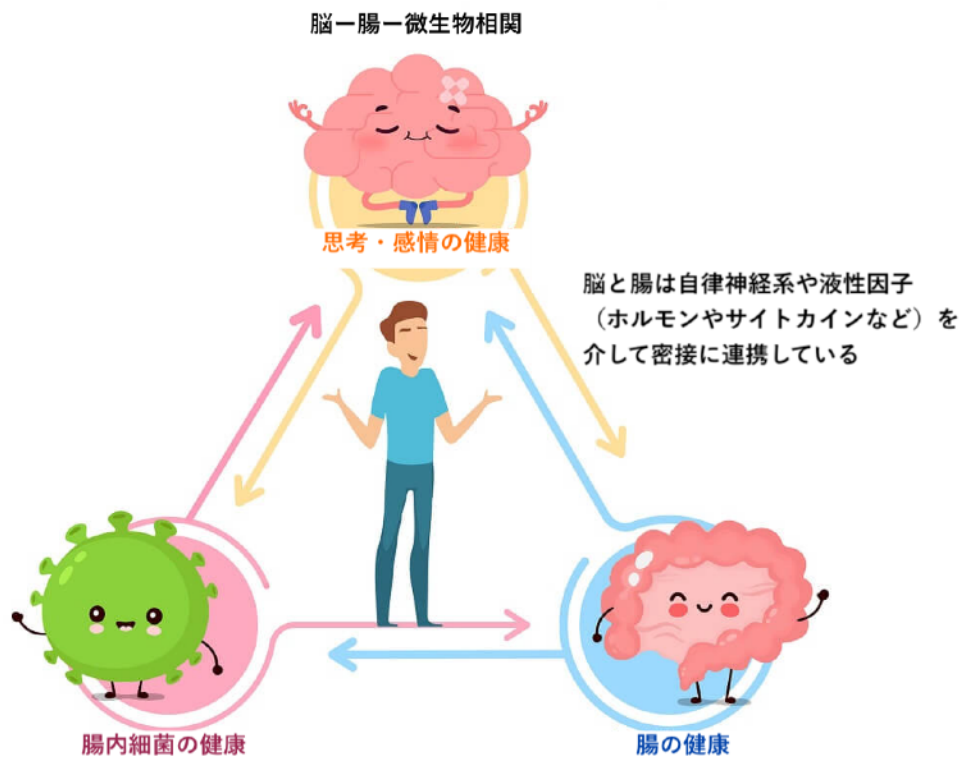 脳ー腸ー微生物相関
思考・感情の健康
脳と腸は自律神経系や液性因子
（ホルモンやサイトカインなど）を
介して密接に連携している
腸内細菌の健康
腸の健康